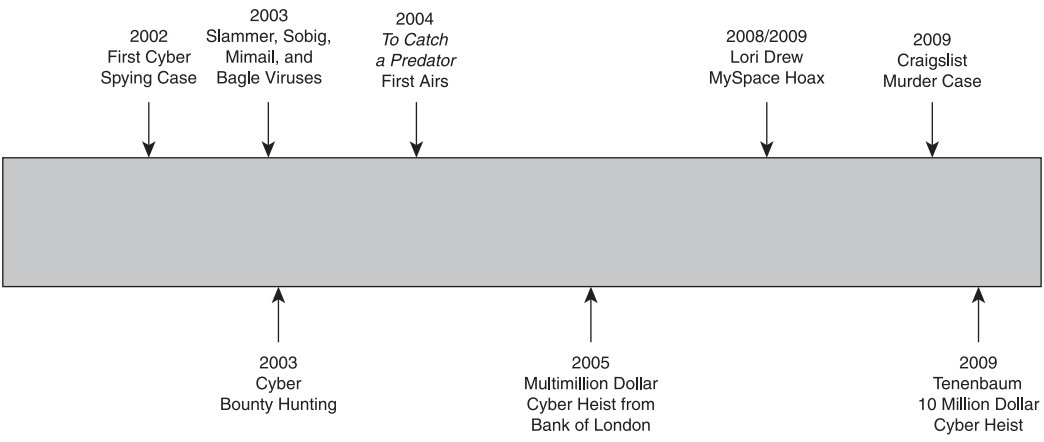 2002
First Cyber
Spying Case
2003
Slammer, Sobig,
Mimail, and
Bagle Viruses
2004
To Catch
a Predator
First Airs
2008/2009
Lori Drew
MySpace Hoax
2009
Craigslist
Murder Case
2003
Cyber
Bounty Hunting
2005
Multimillion Dollar
Cyber Heist from
Bank of London
2009
Tenenbaum
10 Million Dollar
Cyber Heist